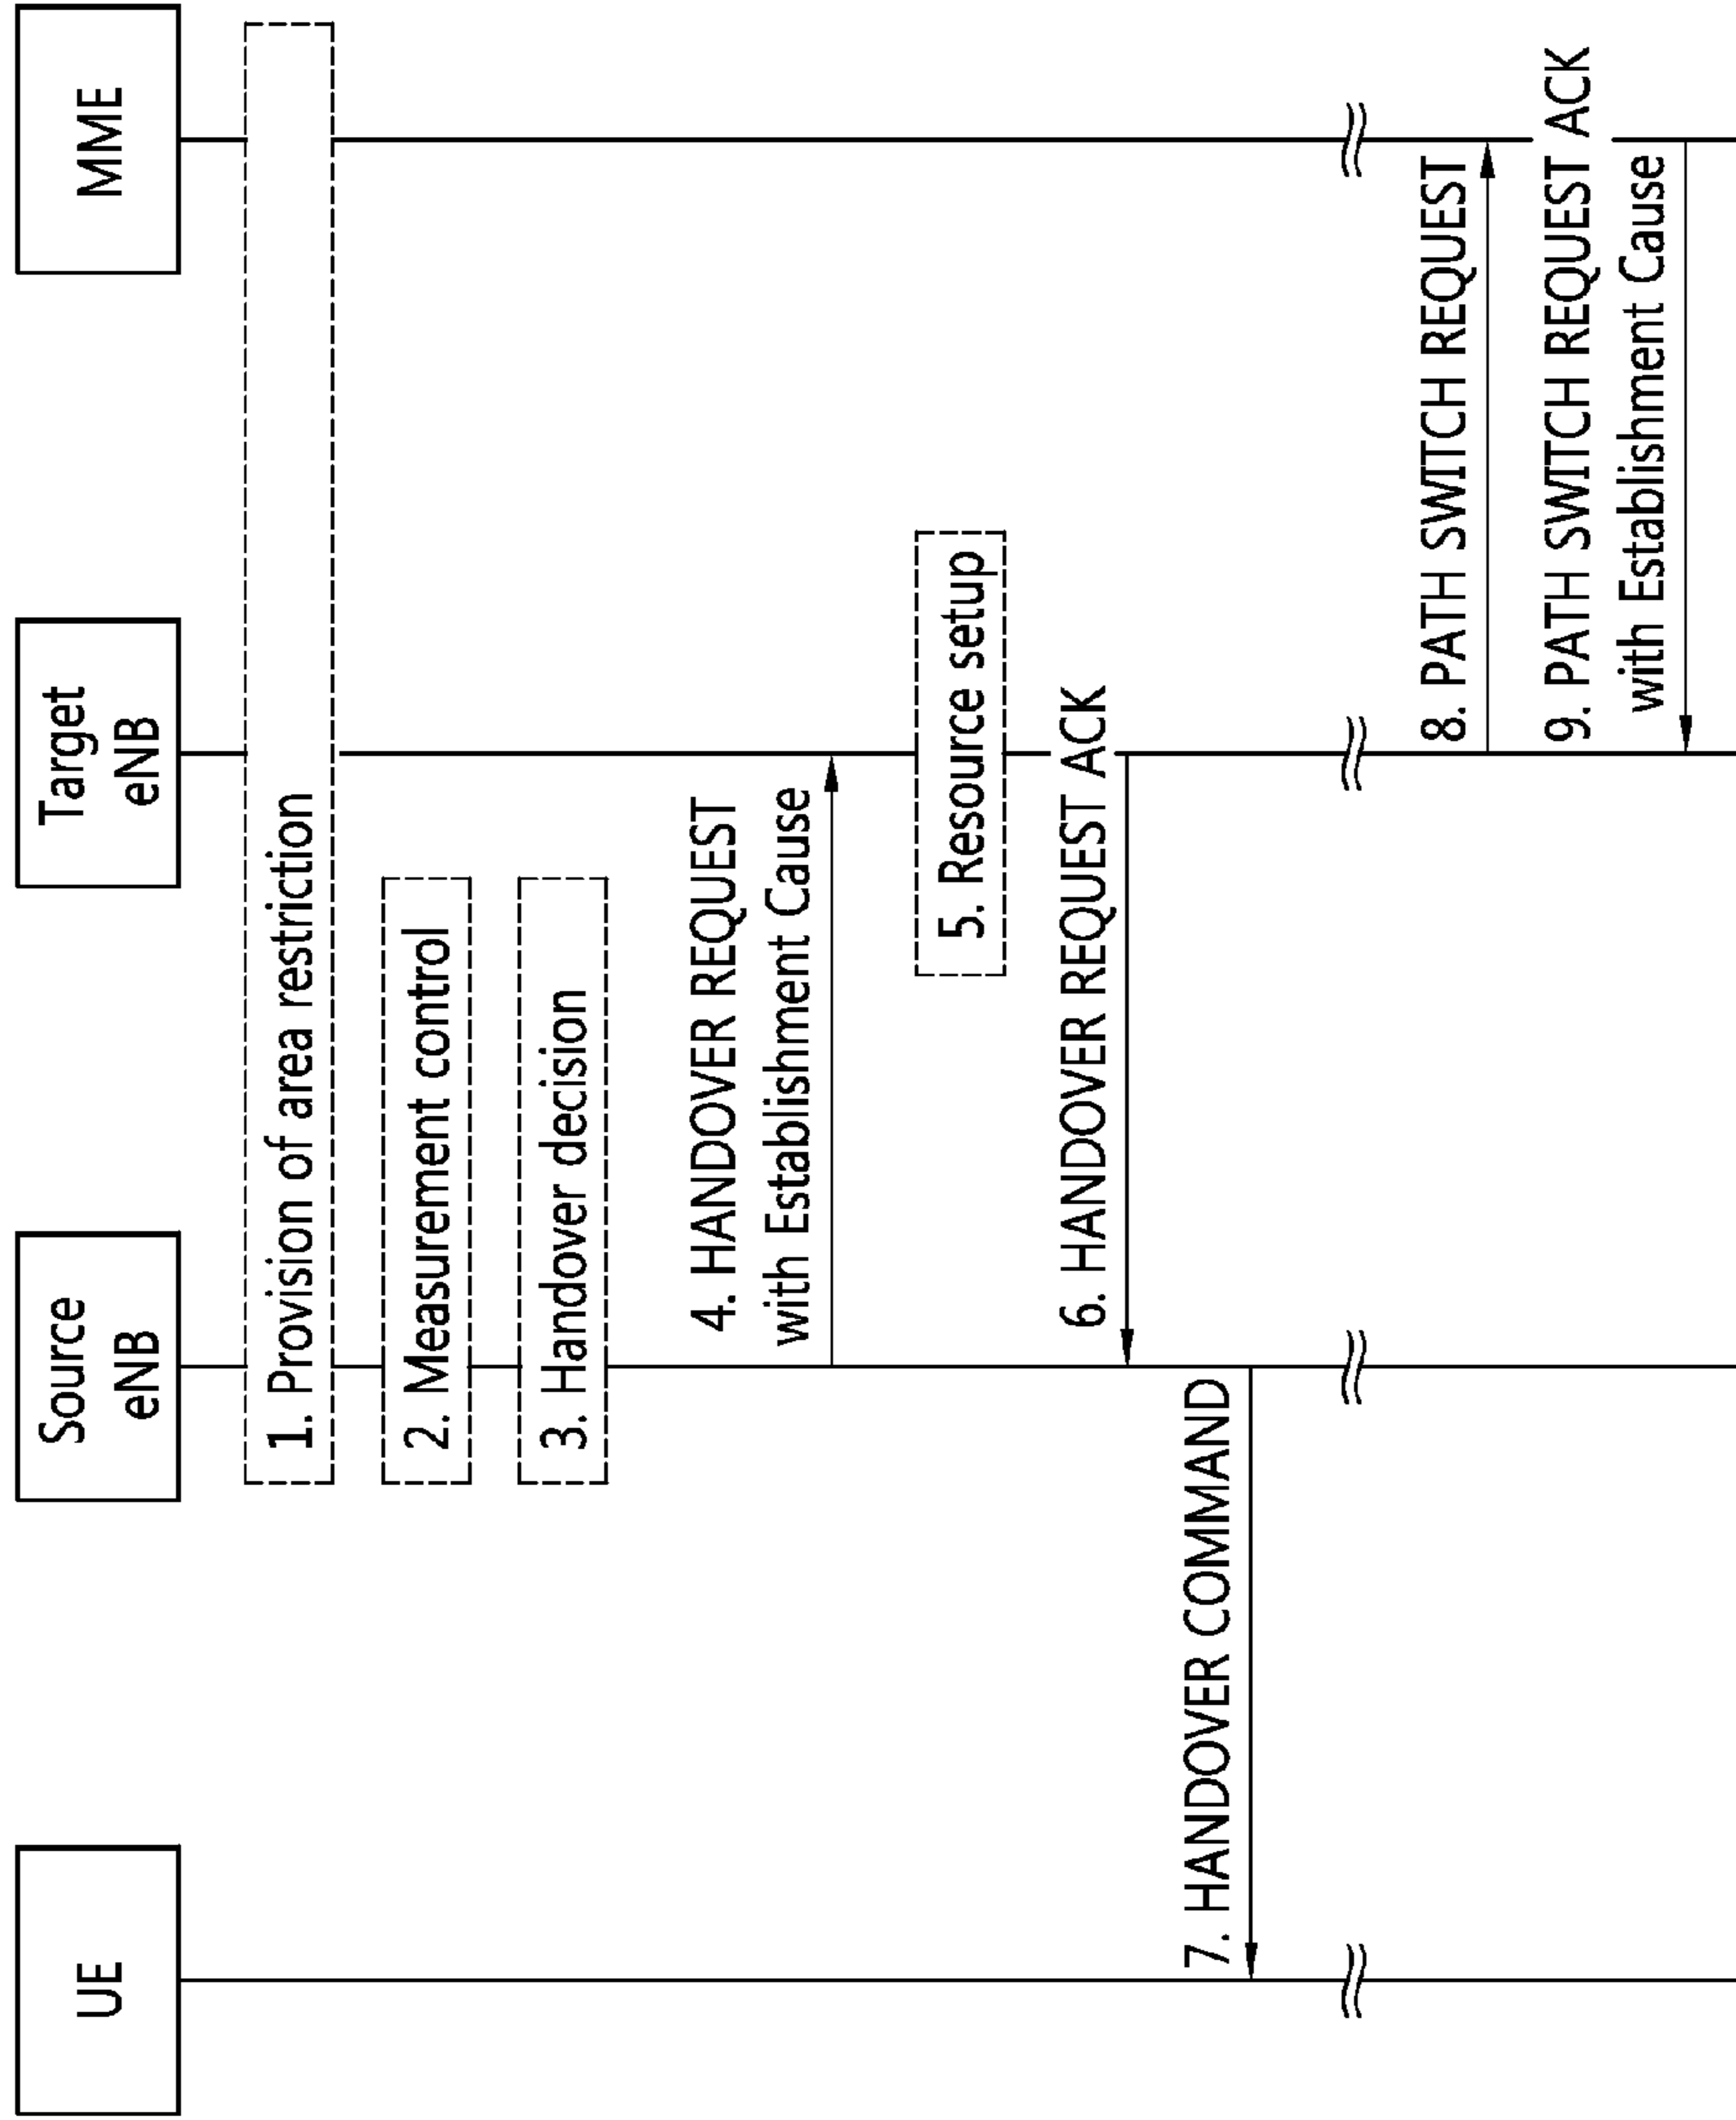 UE
Source
eNB
Target
eNB
MME
1. Provision of area restriction
2. Measurement control
3. Handover decision
4. HANDOVER REQUEST
with Establishment Cause
5. Resource setup
6. HANDOVER REQUEST ACK
7. HANDOVER COMMAND
8. PATH SWITCH REQUEST
9. PATH SWITCH REQUEST ACK
with Establishment Cause